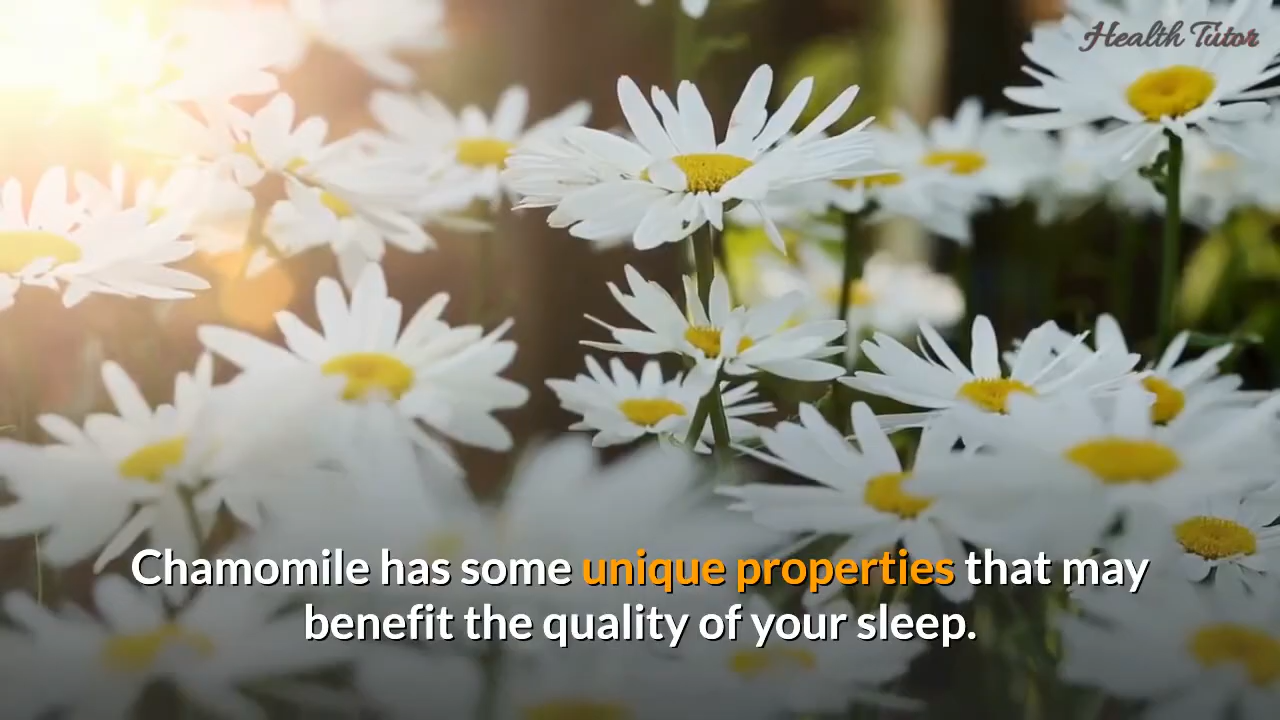 Health Tutor
Chamomile has some unique properties that may
benefit the quality of your sleep.